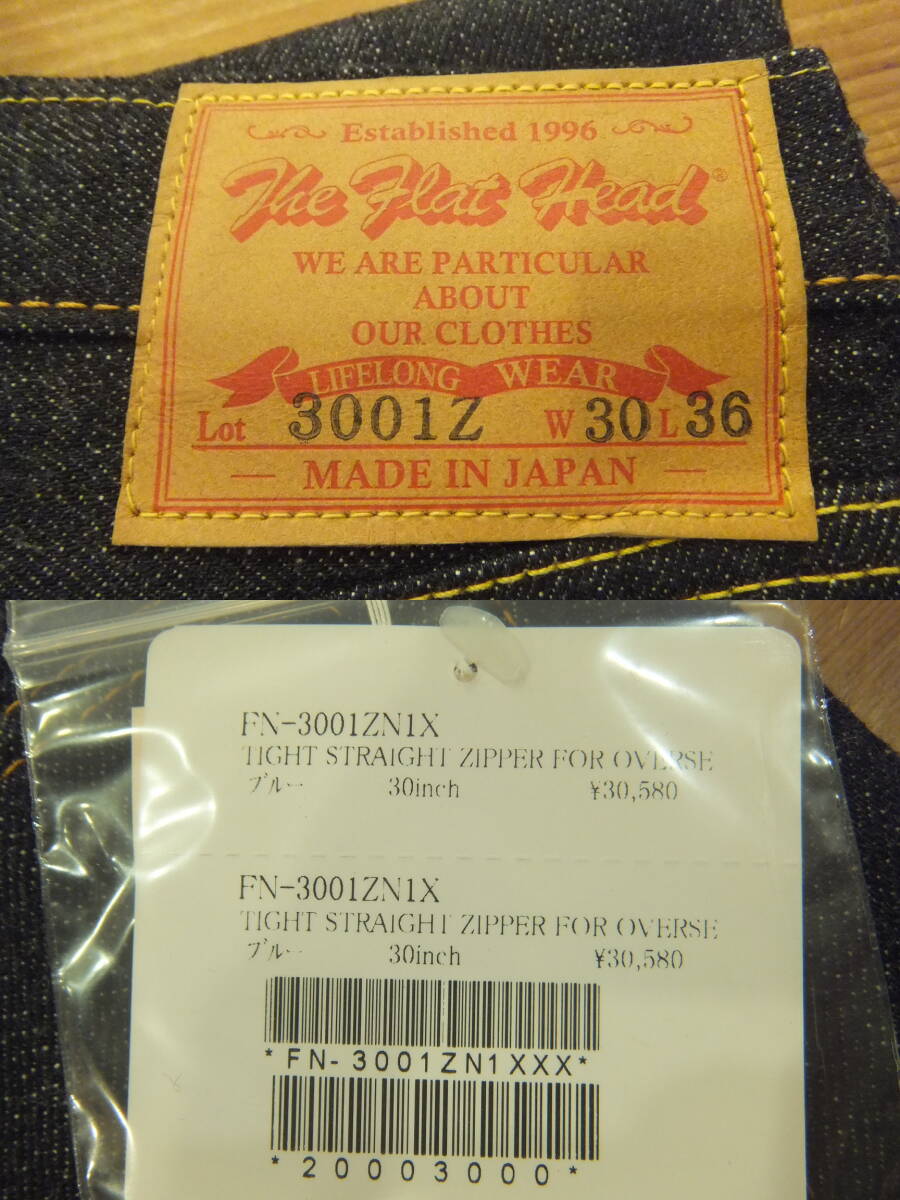 Established 1996
The Flat Head®
WE ARE PARTICULAR
ABOUT
OUR CLOTHES
LIFELONG WEAR
Lot 3001Z W 30 L 36
MADE IN JAPAN
FN-3001ZN1X
TIGHT STRAIGHT ZIPPER FOR OVERSE
ブルー 30inch ¥30,580
FN-3001ZN1X
TIGHT STRAIGHT ZIPPER FOR OVERSE
ブルー 30inch ¥30,580
*FN-3001ZN1XXX*
*20003000*